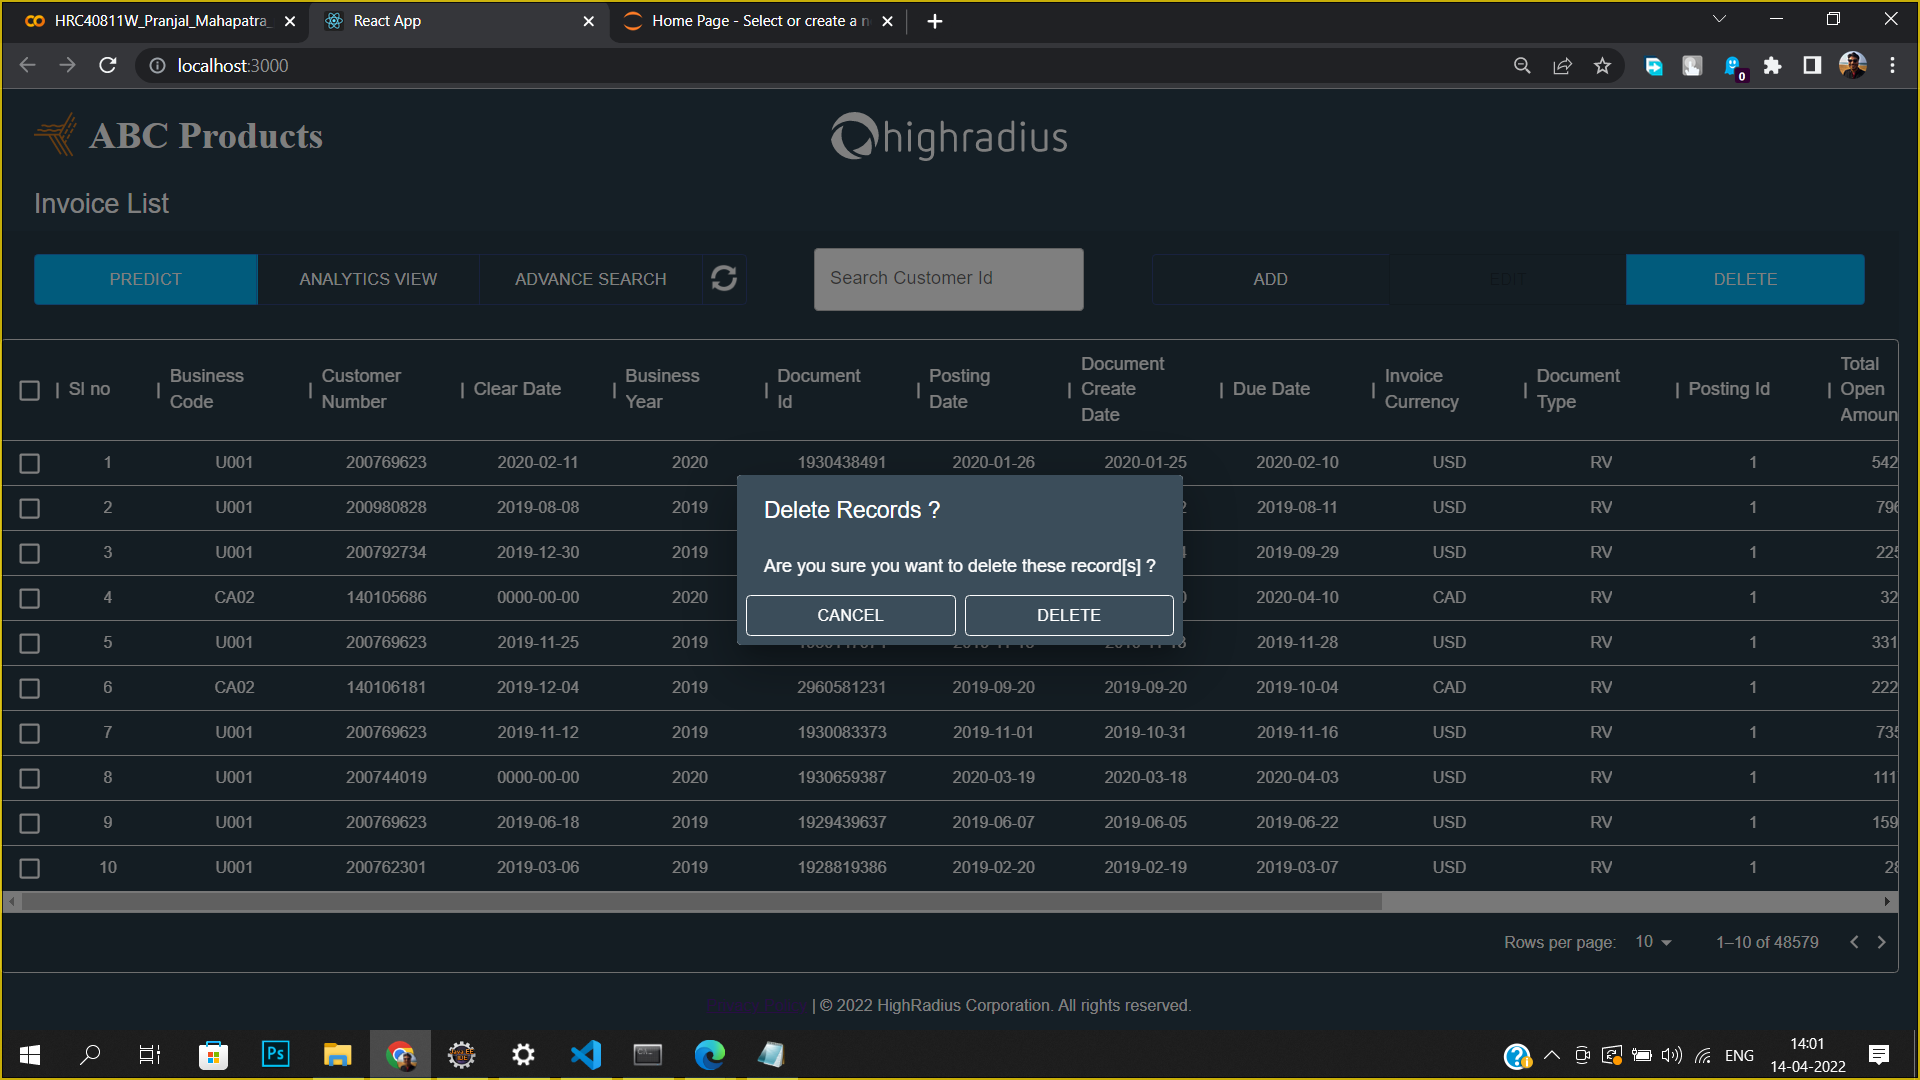 HRC40811W_Pranjal_Mahapatra_
React App
Home Page - Select or create a n
localhost:3000
0
ABC Products
highradius
Invoice List
PREDICT ANALYTICS VIEW ADVANCE SEARCH
Search Customer Id
ADD EDIT DELETE
| Sl no | Business Code | Customer Number | Clear Date | Business Year | Document Id | Posting Date | Document Create Date | Due Date | Invoice Currency | Document Type | Posting Id | Total Open Amoun
1 U001 200769623 2020-02-11 2020 1930438491 2020-01-26 2020-01-25 2020-02-10 USD RV 1 542
2 U001 200980828 2019-08-08 2019 2019-08-11 USD RV 1 796
3 U001 200792734 2019-12-30 2019 2019-09-29 USD RV 1 225
4 CA02 140105686 0000-00-00 2020 2020-04-10 CAD RV 1 32
5 U001 200769623 2019-11-25 2019 2019-11-28 USD RV 1 331
6 CA02 140106181 2019-12-04 2019 2960581231 2019-09-20 2019-09-20 2019-10-04 CAD RV 1 222
7 U001 200769623 2019-11-12 2019 1930083373 2019-11-01 2019-10-31 2019-11-16 USD RV 1 735
8 U001 200744019 0000-00-00 2020 1930659387 2020-03-19 2020-03-18 2020-04-03 USD RV 1 111
9 U001 200769623 2019-06-18 2019 1929439637 2019-06-07 2019-06-05 2019-06-22 USD RV 1 159
10 U001 200762301 2019-03-06 2019 1928819386 2019-02-20 2019-02-19 2019-03-07 USD RV 1 28
Delete Records ?
Are you sure you want to delete these record[s] ?
CANCEL DELETE
Rows per page: 10 1–10 of 48579
| © 2022 HighRadius Corporation. All rights reserved.
Ps
ENG
14:01
14-04-2022